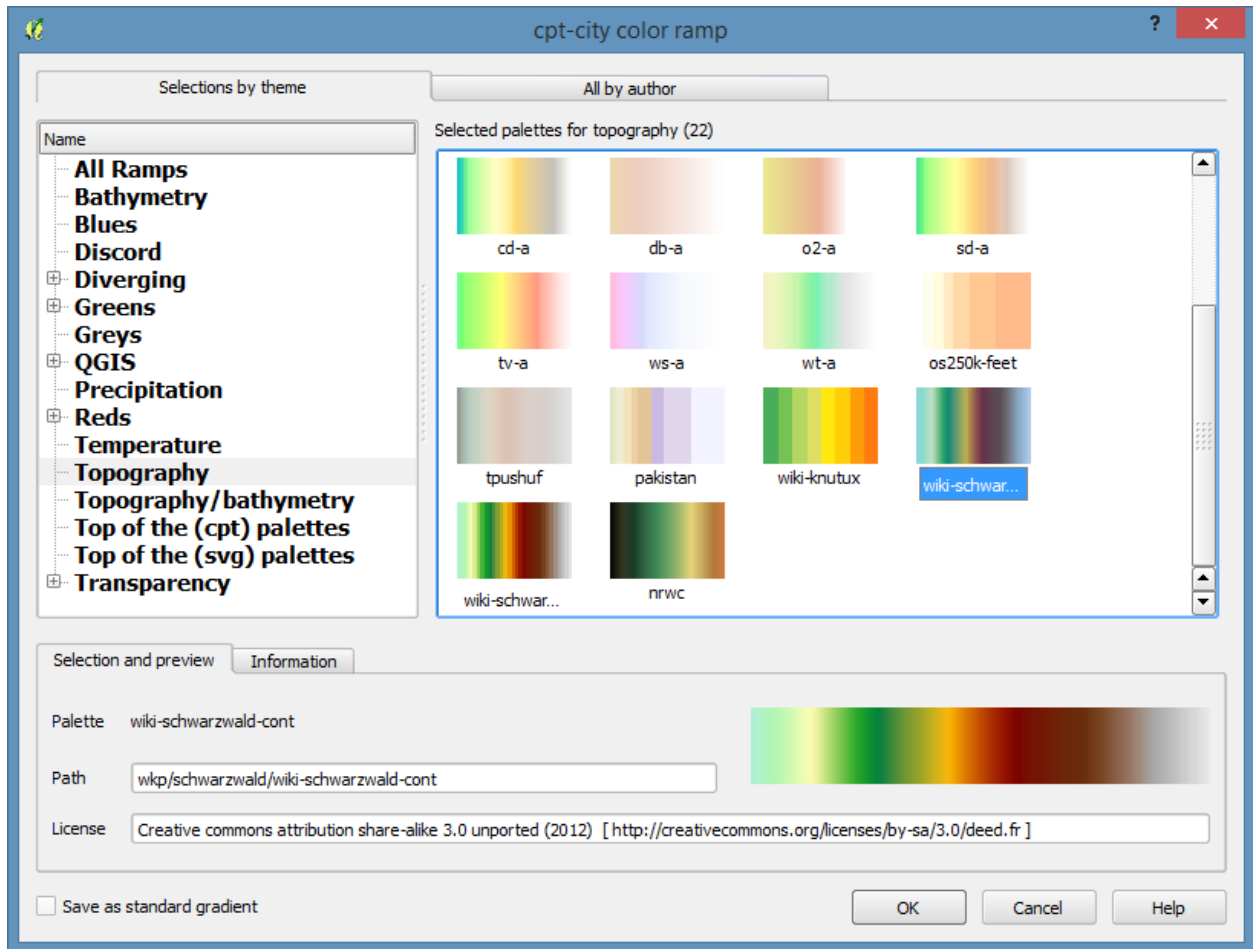 cpt-city color ramp
?
Selections by theme
All by author
Name
All Ramps
Bathymetry
Blues
Discord
Diverging
Greens
Greys
QGIS
Precipitation
Reds
Temperature
Topography
Topography/bathymetry
Top of the (cpt) palettes
Top of the (svg) palettes
Transparency
Selected palettes for topography (22)
cd-a db-a o2-a sd-a
tv-a ws-a wt-a os250k-feet
tpushuf pakistan wiki-knutux wiki-schwar...
wiki-schwar... nrwc
Selection and preview Information
Palette wiki-schwarzwald-cont
Path wkp/schwarzwald/wiki-schwarzwald-cont
License Creative commons attribution share-alike 3.0 unported (2012) [ http://creativecommons.org/licenses/by-sa/3.0/deed.fr ]
Save as standard gradient
OK Cancel Help